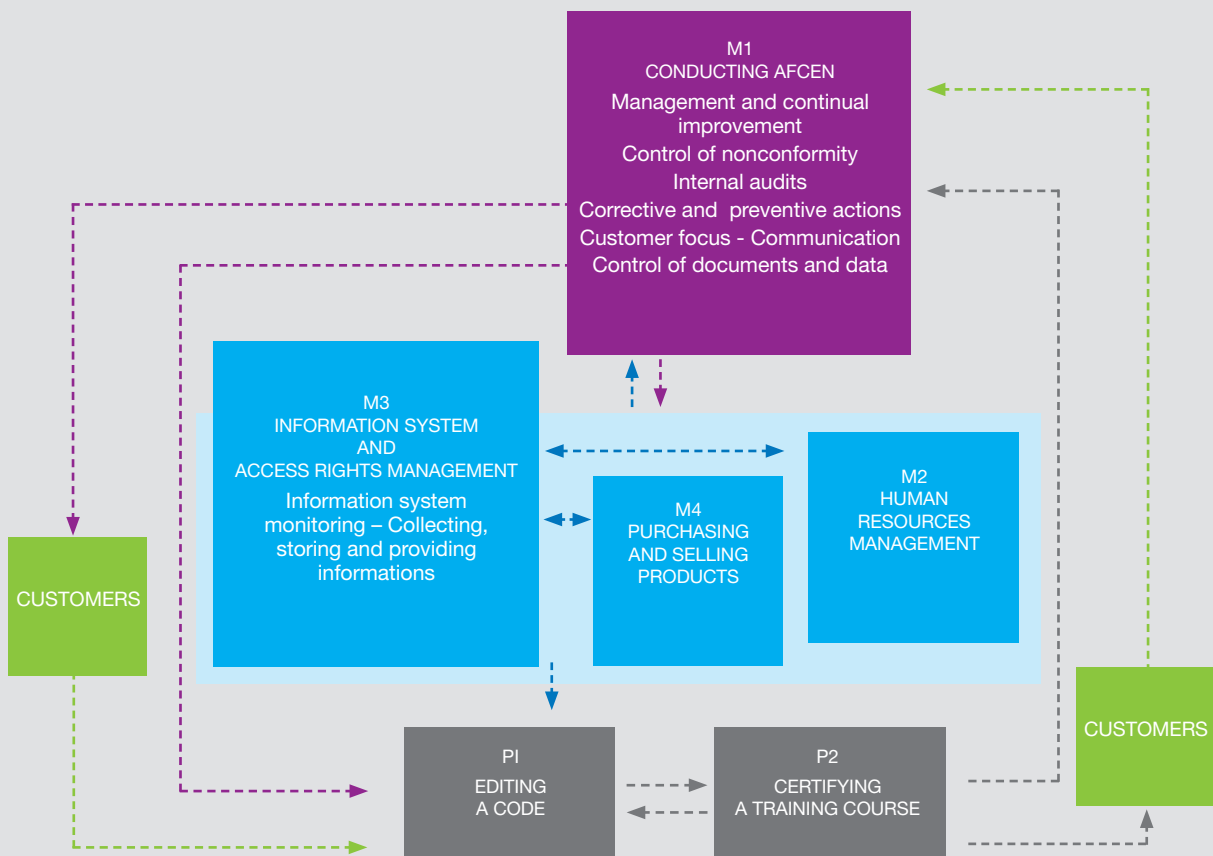 M1
CONDUCTING AFCEN
Management and continual
improvement
Control of nonconformity
Internal audits
Corrective and preventive actions
Customer focus - Communication
Control of documents and data
M3
INFORMATION SYSTEM
AND
ACCESS RIGHTS MANAGEMENT
Information system
monitoring – Collecting,
storing and providing
informations
M4
PURCHASING
AND SELLING
PRODUCTS
M2
HUMAN
RESOURCES
MANAGEMENT
CUSTOMERS
CUSTOMERS
PI
EDITING
A CODE
P2
CERTIFYING
A TRAINING COURSE